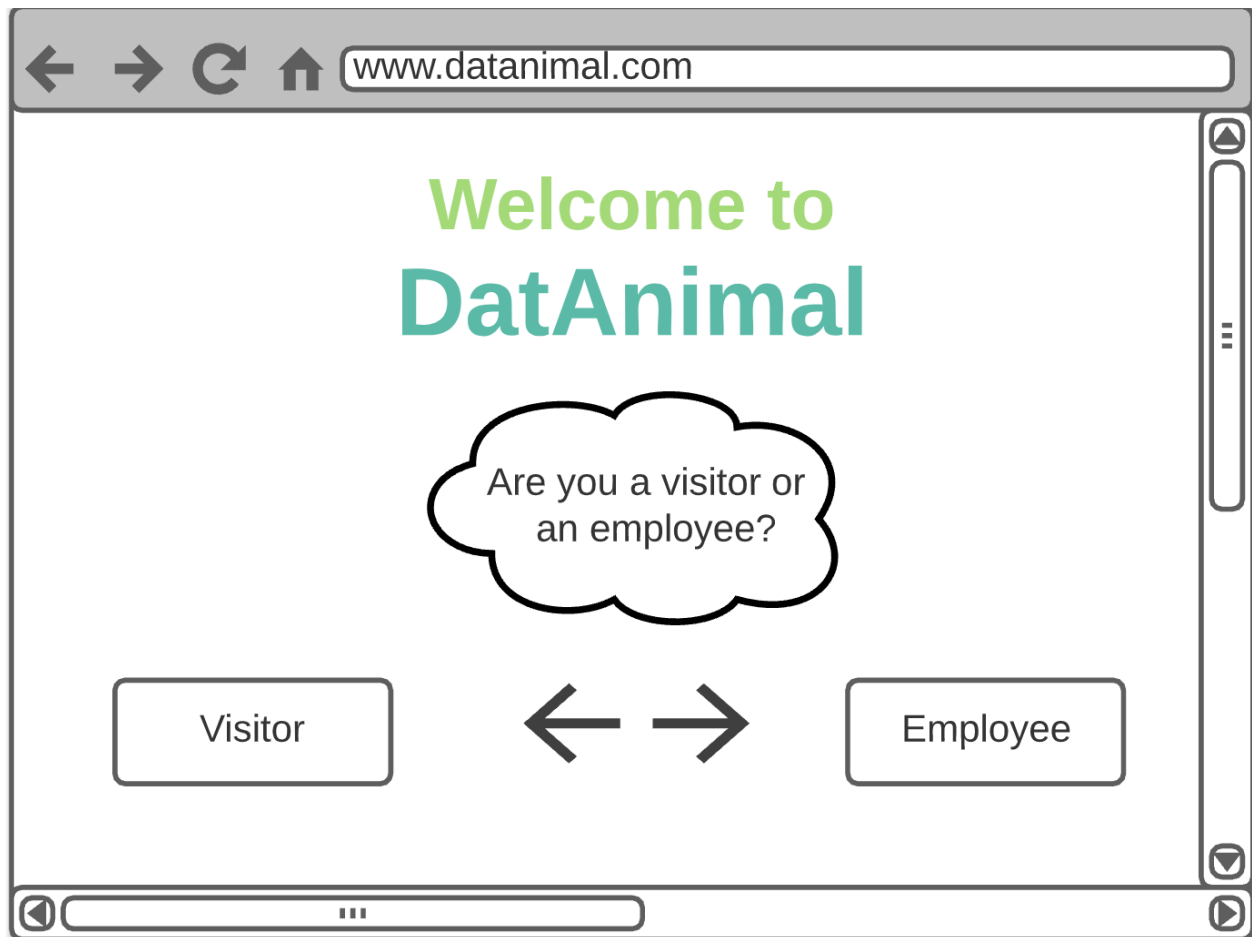 www.datanimal.com
Welcome to
DatAnimal
Are you a visitor or
an employee?
Visitor
Employee